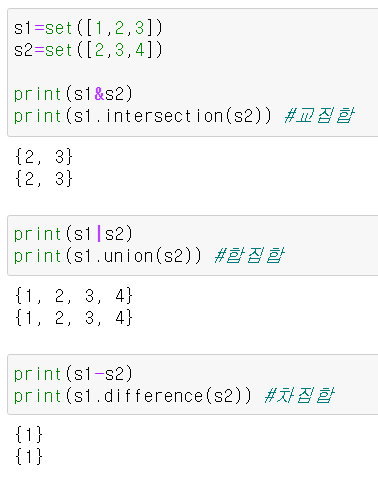 s1=set([1,2,3])
s2=set([2,3,4])
print(s1&s2)
print(s1.intersection(s2)) #교집합
{2, 3}
{2, 3}
print(s1|s2)
print(s1.union(s2)) #합집합
{1, 2, 3, 4}
{1, 2, 3, 4}
print(s1-s2)
print(s1.difference(s2)) #차집합
{1}
{1}